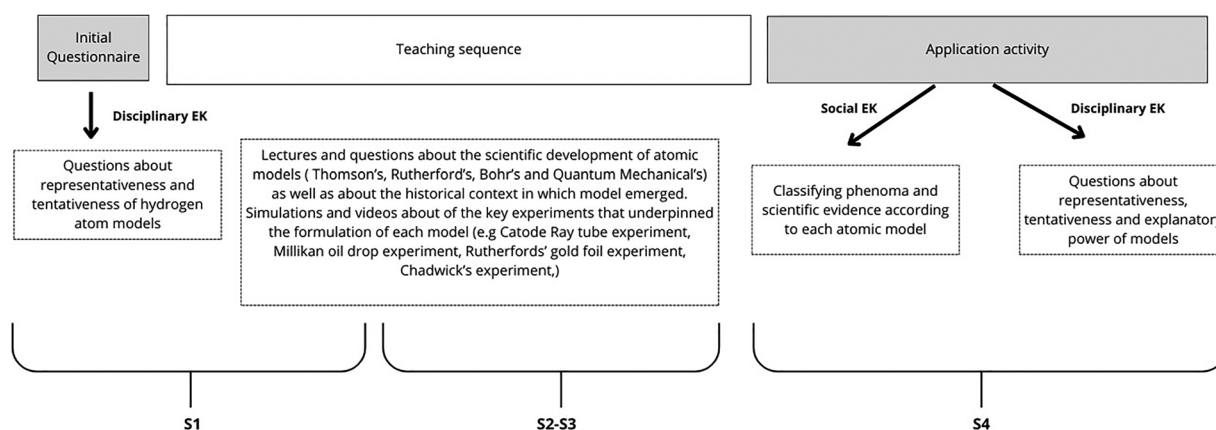 Initial
Questionnaire
Teaching sequence
Application activity
Disciplinary EK
Social EK
Disciplinary EK
Questions about
representativeness and
tentativeness of hydrogen
atom models
Lectures and questions about the scientific development of atomic
models ( Thomson's, Rutherford's, Bohr's and Quantum Mechanical's)
as well as about the historical context in which model emerged.
Simulations and videos about of the key experiments that underpinned
the formulation of each model (e.g Catode Ray tube experiment,
Millikan oil drop experiment, Rutherfords' gold foil experiment,
Chadwick's experiment,)
Classifying phenoma and
scientific evidence according
to each atomic model
Questions about
representativeness,
tentativeness and explanatory
power of models
S1
S2-S3
S4